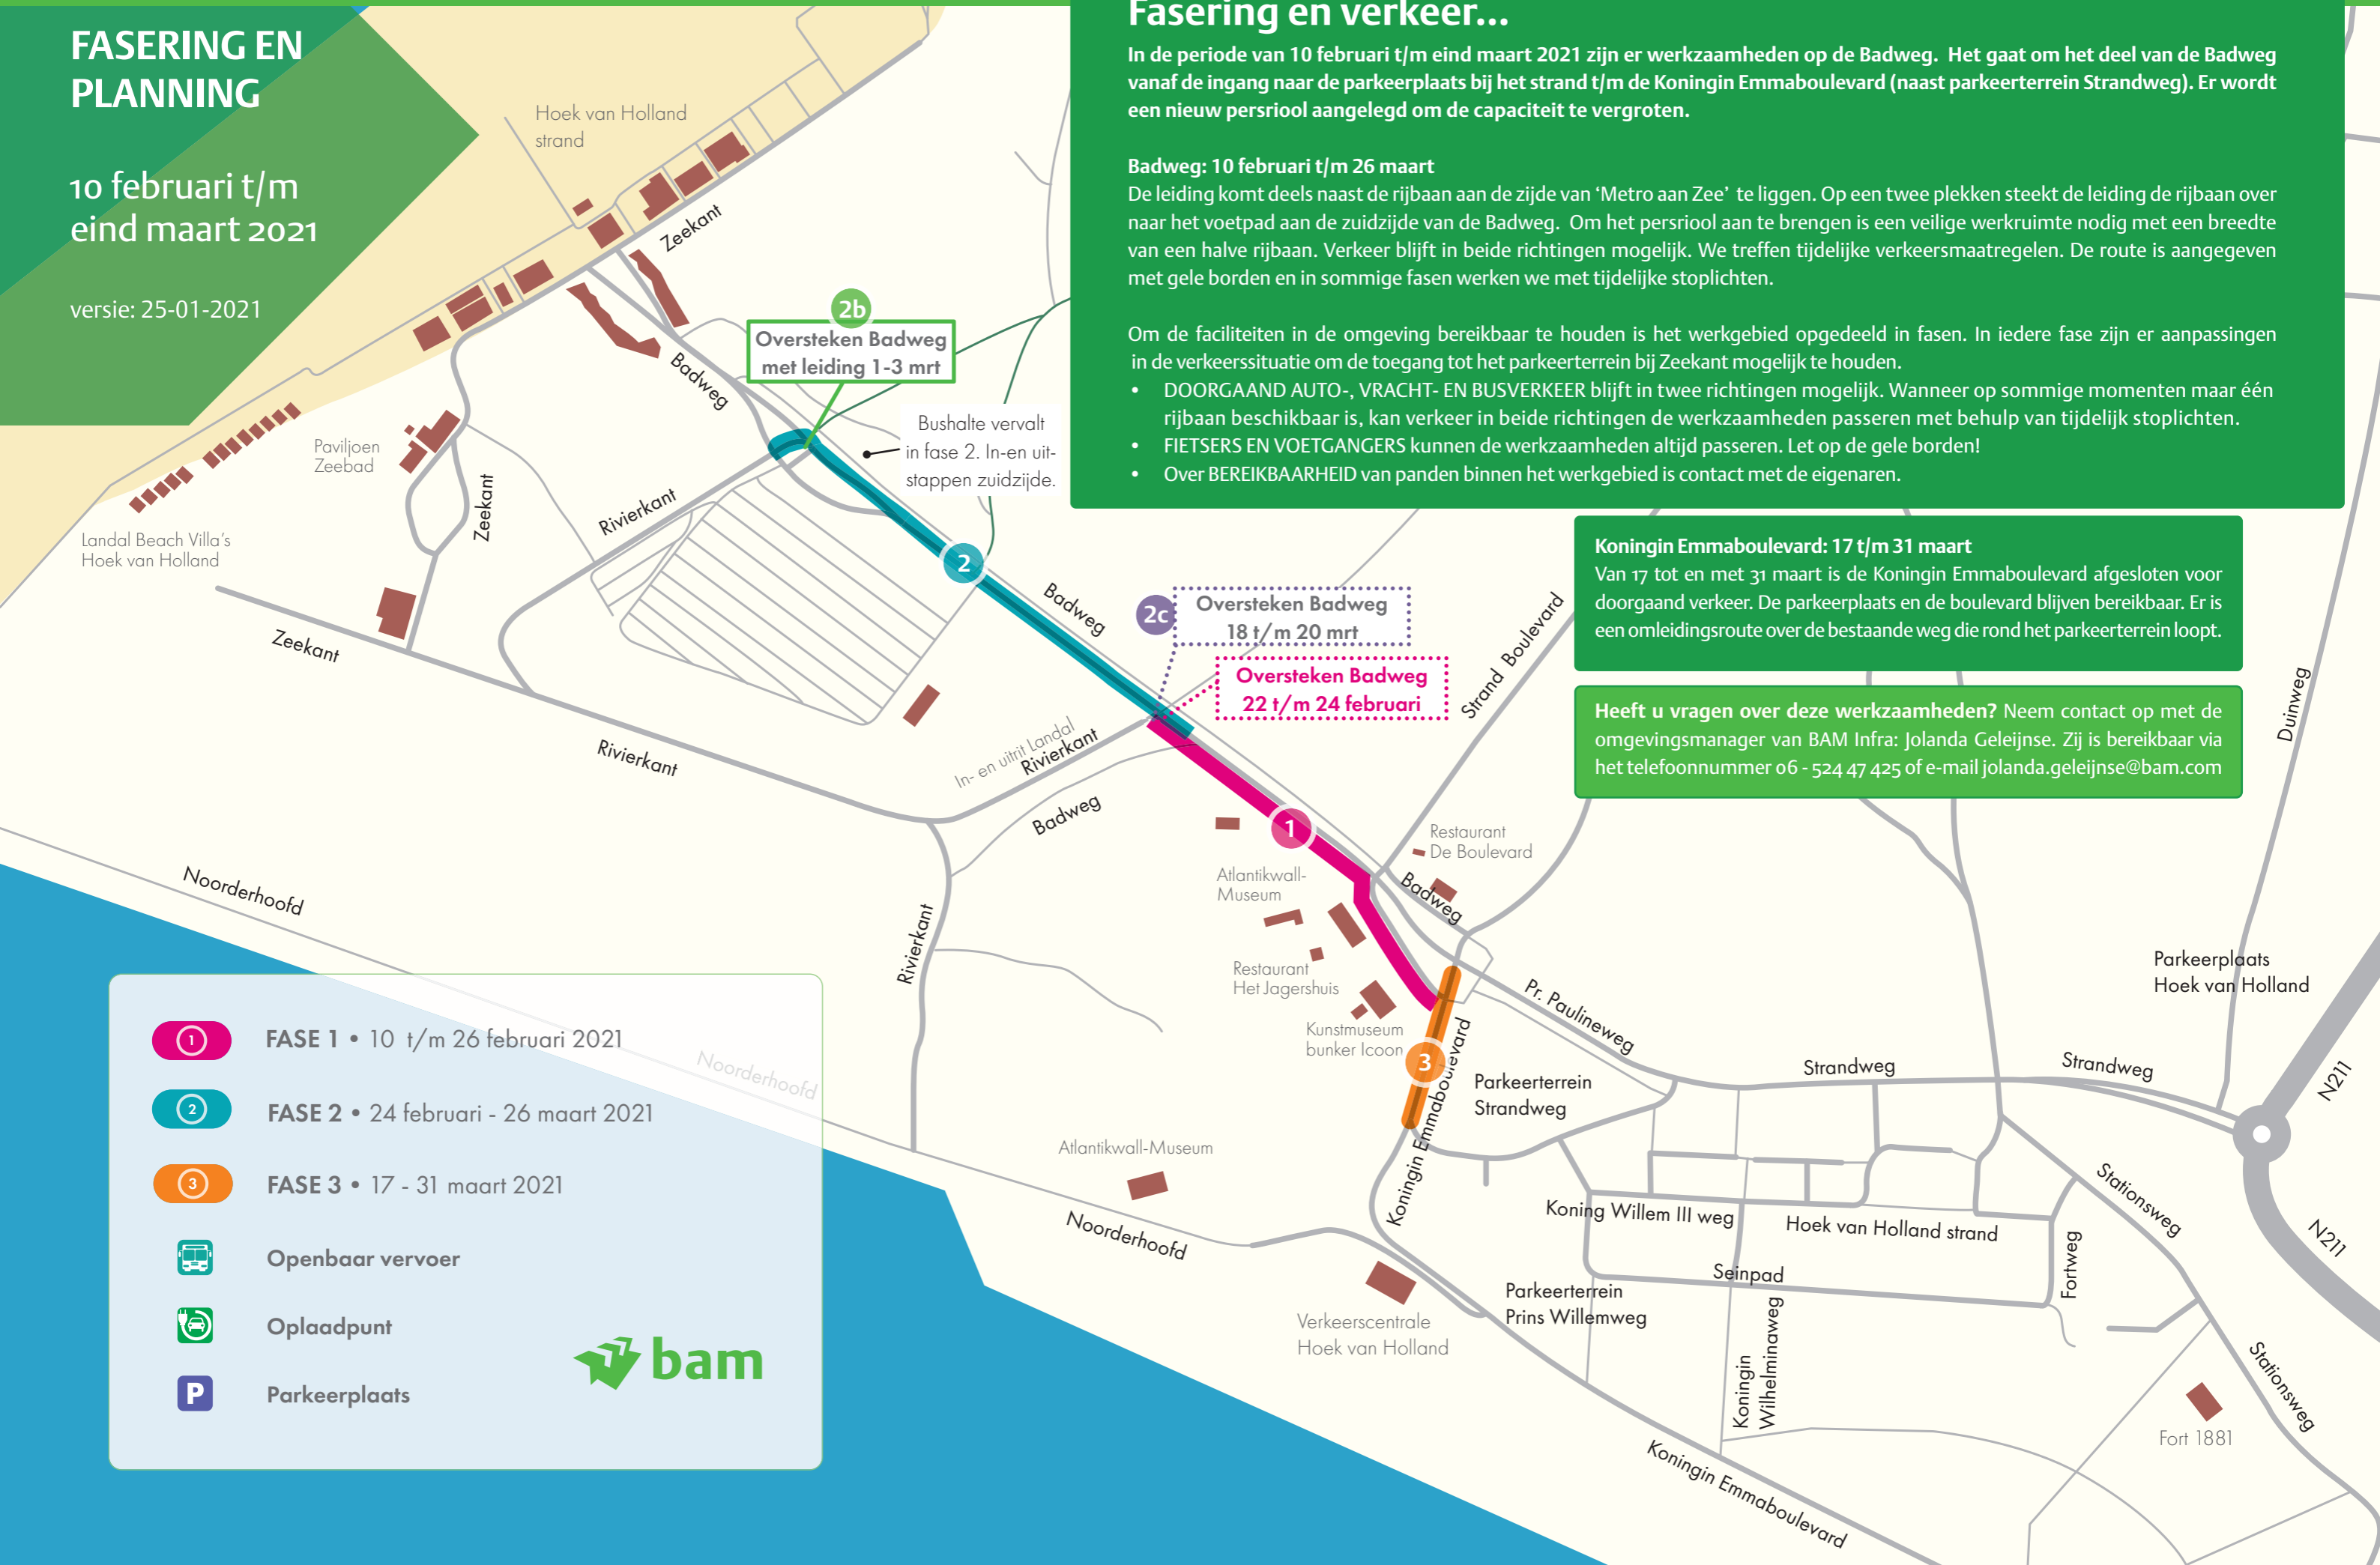 FASERING EN
PLANNING
10 februari t/m
eind maart 2021
versie: 25-01-2021
Fasering en verkeer...
In de periode van 10 februari t/m eind maart 2021 zijn er werkzaamheden op de Badweg. Het gaat om het deel van de Badweg
vanaf de ingang naar de parkeerplaats bij het strand t/m de Koningin Emmaboulevard (naast parkeerterrein Strandweg). Er wordt
een nieuw persriool aangelegd om de capaciteit te vergroten.
Badweg: 10 februari t/m 26 maart
De leiding komt deels naast de rijbaan aan de zijde van ‘Metro aan Zee’ te liggen. Op een twee plekken steekt de leiding de rijbaan over
naar het voetpad aan de zuidzijde van de Badweg. Om het persriool aan te brengen is een veilige werkruimte nodig met een breedte
van een halve rijbaan. Verkeer blijft in beide richtingen mogelijk. We treffen tijdelijke verkeersmaatregelen. De route is aangegeven
met gele borden en in sommige fasen werken we met tijdelijke stoplichten.
Om de faciliteiten in de omgeving bereikbaar te houden is het werkgebied opgedeeld in fasen. In iedere fase zijn er aanpassingen
in de verkeerssituatie om de toegang tot het parkeerterrein bij Zeekant mogelijk te houden.
• DOORGAAND AUTO-, VRACHT- EN BUSVERKEER blijft in twee richtingen mogelijk. Wanneer op sommige momenten maar één
rijbaan beschikbaar is, kan verkeer in beide richtingen de werkzaamheden passeren met behulp van tijdelijk stoplichten.
• FIETSERS EN VOETGANGERS kunnen de werkzaamheden altijd passeren. Let op de gele borden!
• Over BEREIKBAARHEID van panden binnen het werkgebied is contact met de eigenaren.
Koningin Emmaboulevard: 17 t/m 31 maart
Van 17 tot en met 31 maart is de Koningin Emmaboulevard afgesloten voor
doorgaand verkeer. De parkeerplaats en de boulevard blijven bereikbaar. Er is
een omleidingsroute over de bestaande weg die rond het parkeerterrein loopt.
Heeft u vragen over deze werkzaamheden? Neem contact op met de
omgevingsmanager van BAM Infra: Jolanda Geleijnse. Zij is bereikbaar via
het telefoonnummer 06 - 524 47 425 of e-mail jolanda.geleijnse@bam.com
Hoek van Holland
strand
Zeekant
2b
Oversteken Badweg
met leiding 1-3 mrt
Badweg
Bushalte vervalt
in fase 2. In-en uit-
stappen zuidzijde.
Paviljoen
Zeebad
Zeekant
Rivierkant
Landal Beach Villa's
Hoek van Holland
2
Zeekant
Badweg
2c
Oversteken Badweg
18 t/m 20 mrt
Oversteken Badweg
22 t/m 24 februari
Strand Boulevard
Duinweg
Rivierkant
In- en uitrit Landal
Rivierkant
Badweg
1
Restaurant
De Boulevard
Badweg
Atlantikwall-
Museum
Noorderhoofd
Rivierkant
Restaurant
Het Jagershuis
Kunstmuseum
bunker Icoon
3
Koningin Emmaboulevard
Pr. Paulineweg
Parkeerplaats
Hoek van Holland
Parkeerterrein
Strandweg
Strandweg
Strandweg
N211
N211
Noorderhoofd
Atlantikwall-Museum
Noorderhoofd
Koningin Emmaboulevard
Koning Willem III weg
Hoek van Holland strand
Stationsweg
Fortweg
Seinpad
Parkeerterrein
Prins Willemweg
Koningin
Wilhelminaweg
Verkeerscentrale
Hoek van Holland
Stationsweg
Fort 1881
Koningin Emmaboulevard
1 FASE 1 • 10 t/m 26 februari 2021
2 FASE 2 • 24 februari - 26 maart 2021
3 FASE 3 • 17 - 31 maart 2021
Openbaar vervoer
Oplaadpunt
P Parkeerplaats
bam